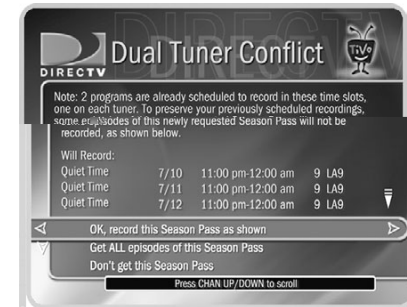 DIRECTV
Dual Tuner Conflict
TiVo
Note: 2 programs are already scheduled to record in these time slots,
one on each tuner. To preserve your previously scheduled recordings,
some episodes of this newly requested Season Pass will not be
recorded, as shown below.
Will Record:
Quiet Time 7/10 11:00 pm-12:00 am 9 LA9
Quiet Time 7/11 11:00 pm-12:00 am 9 LA9
Quiet Time 7/12 11:00 pm-12:00 am 9 LA9
OK, record this Season Pass as shown
Get ALL episodes of this Season Pass
Don't get this Season Pass
Press CHAN UP/DOWN to scroll